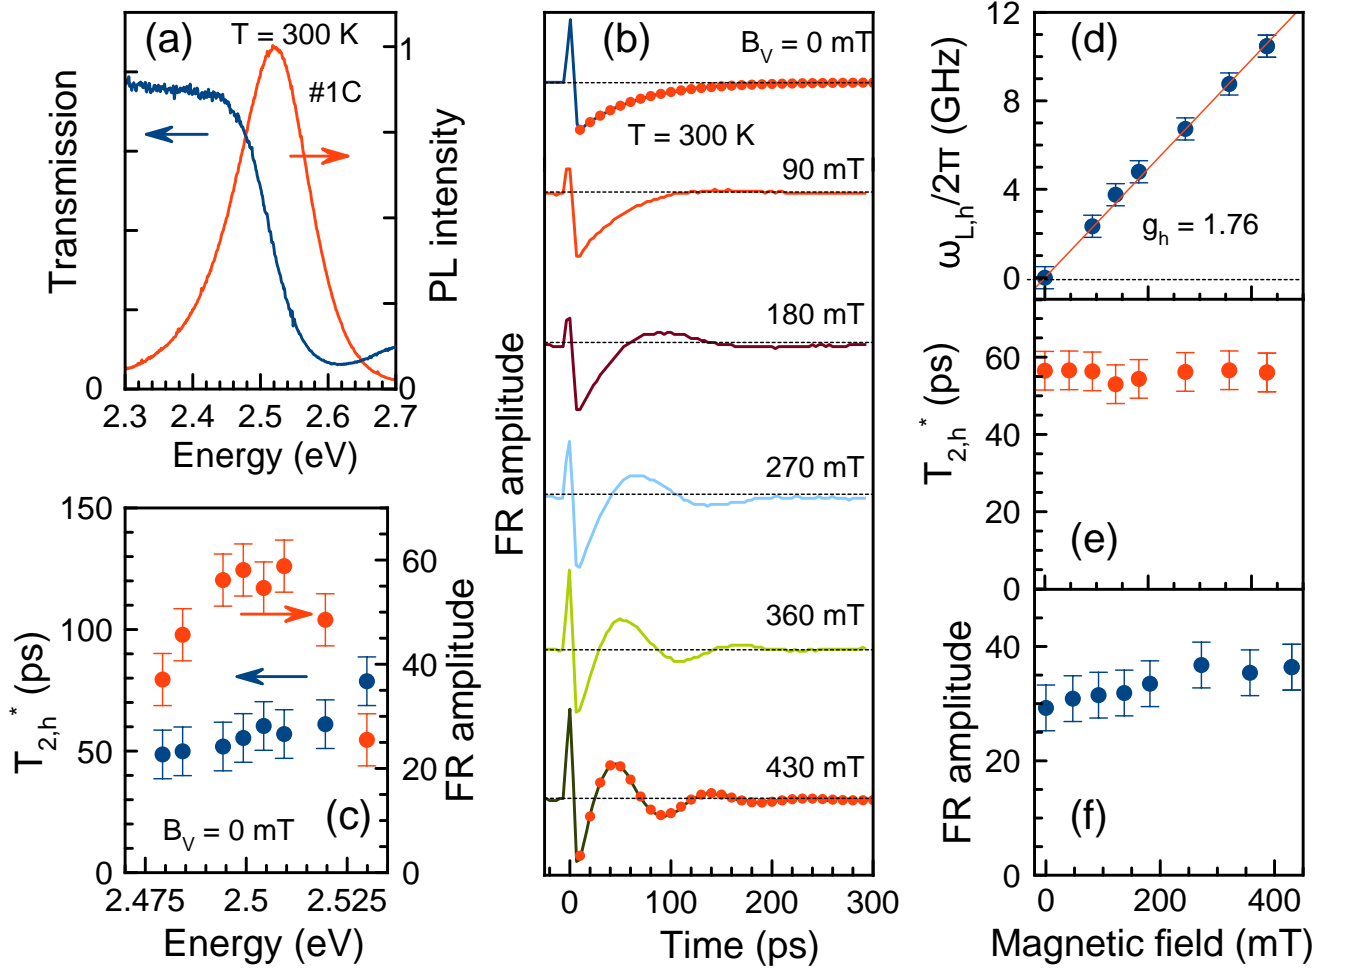 (a)
T = 300 K
#1C
1
Transmission
PL intensity
0
0
2.3 2.4 2.5 2.6 2.7
Energy (eV)
(b)
B_V = 0 mT
T = 300 K
90 mT
180 mT
270 mT
360 mT
430 mT
FR amplitude
0 100 200 300
Time (ps)
150
100
50
0
T_2,h* (ps)
60
40
20
0
FR amplitude
B_V = 0 mT
(c)
2.475 2.5 2.525
Energy (eV)
12
8
4
0
ω_L,h/2π (GHz)
(d)
g_h = 1.76
60
40
20
0
T_2,h* (ps)
(e)
40
20
0
FR amplitude
(f)
0 200 400
Magnetic field (mT)